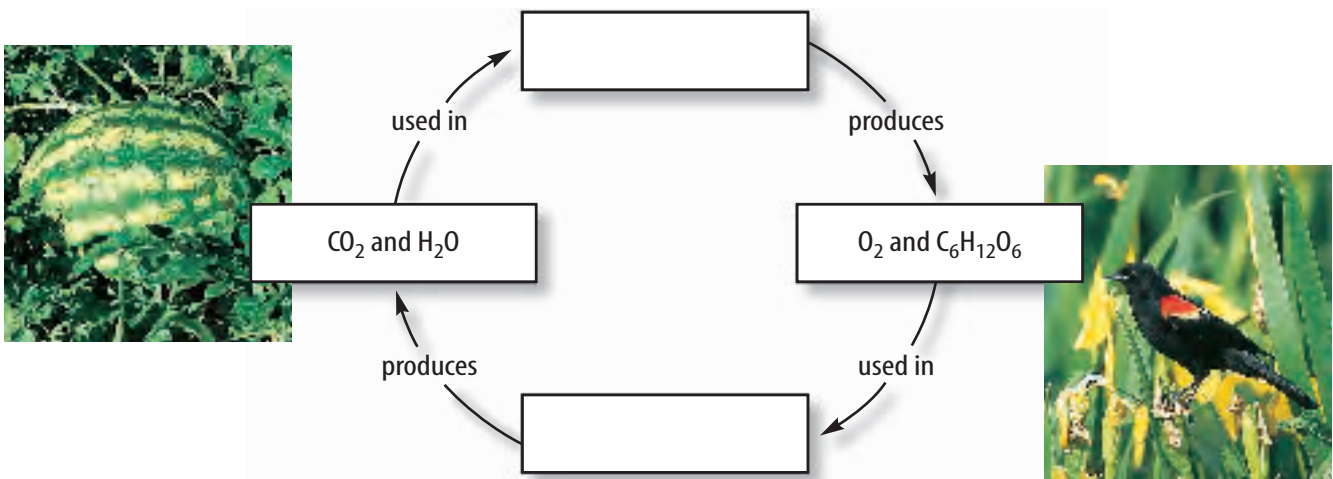 used in
produces
CO₂ and H₂O
O₂ and C₆H₁₂O₆
produces
used in